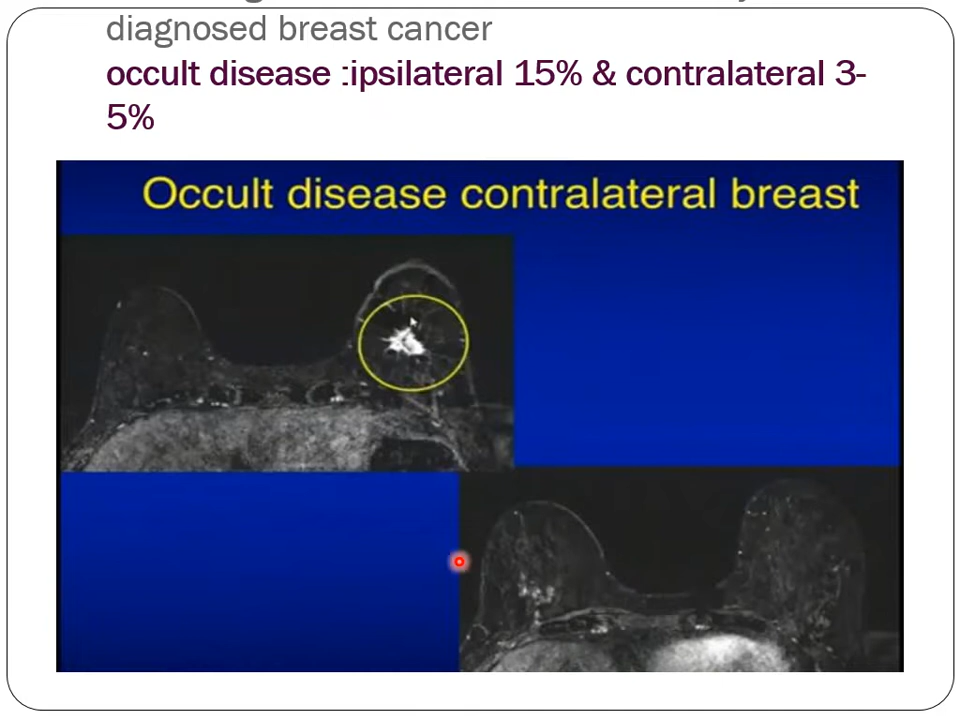 diagnosed breast cancer
occult disease :ipsilateral 15% & contralateral 3-
5%
Occult disease contralateral breast